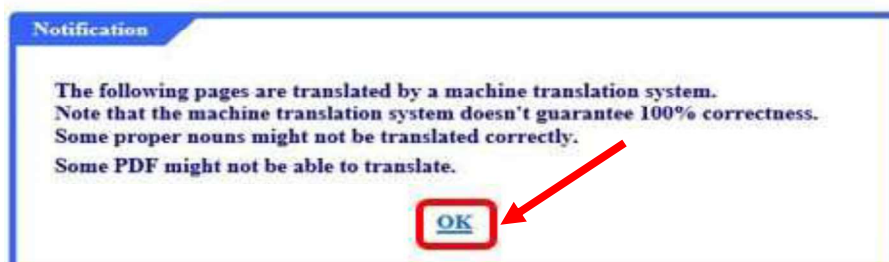 Notification
The following pages are translated by a machine translation system.
Note that the machine translation system doesn't guarantee 100% correctness.
Some proper nouns might not be translated correctly.
Some PDF might not be able to translate.
OK